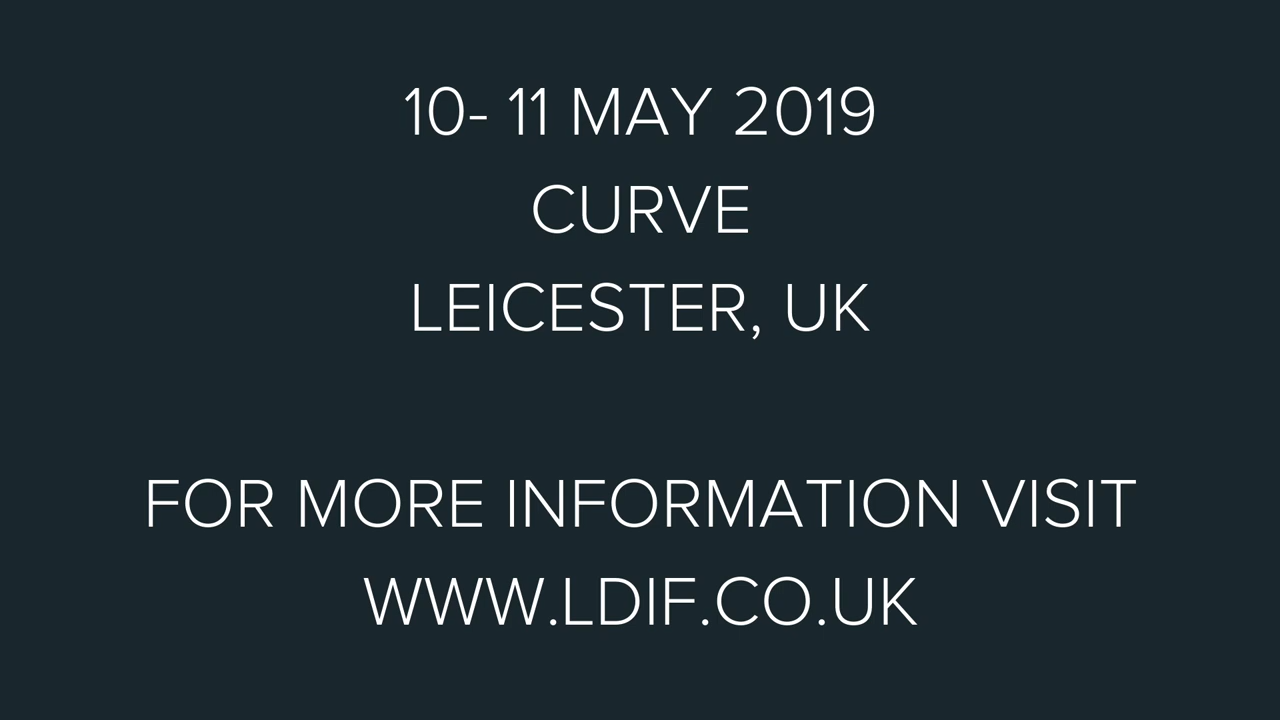 10- 11 MAY 2019
CURVE
LEICESTER, UK
FOR MORE INFORMATION VISIT
WWW.LDIF.CO.UK